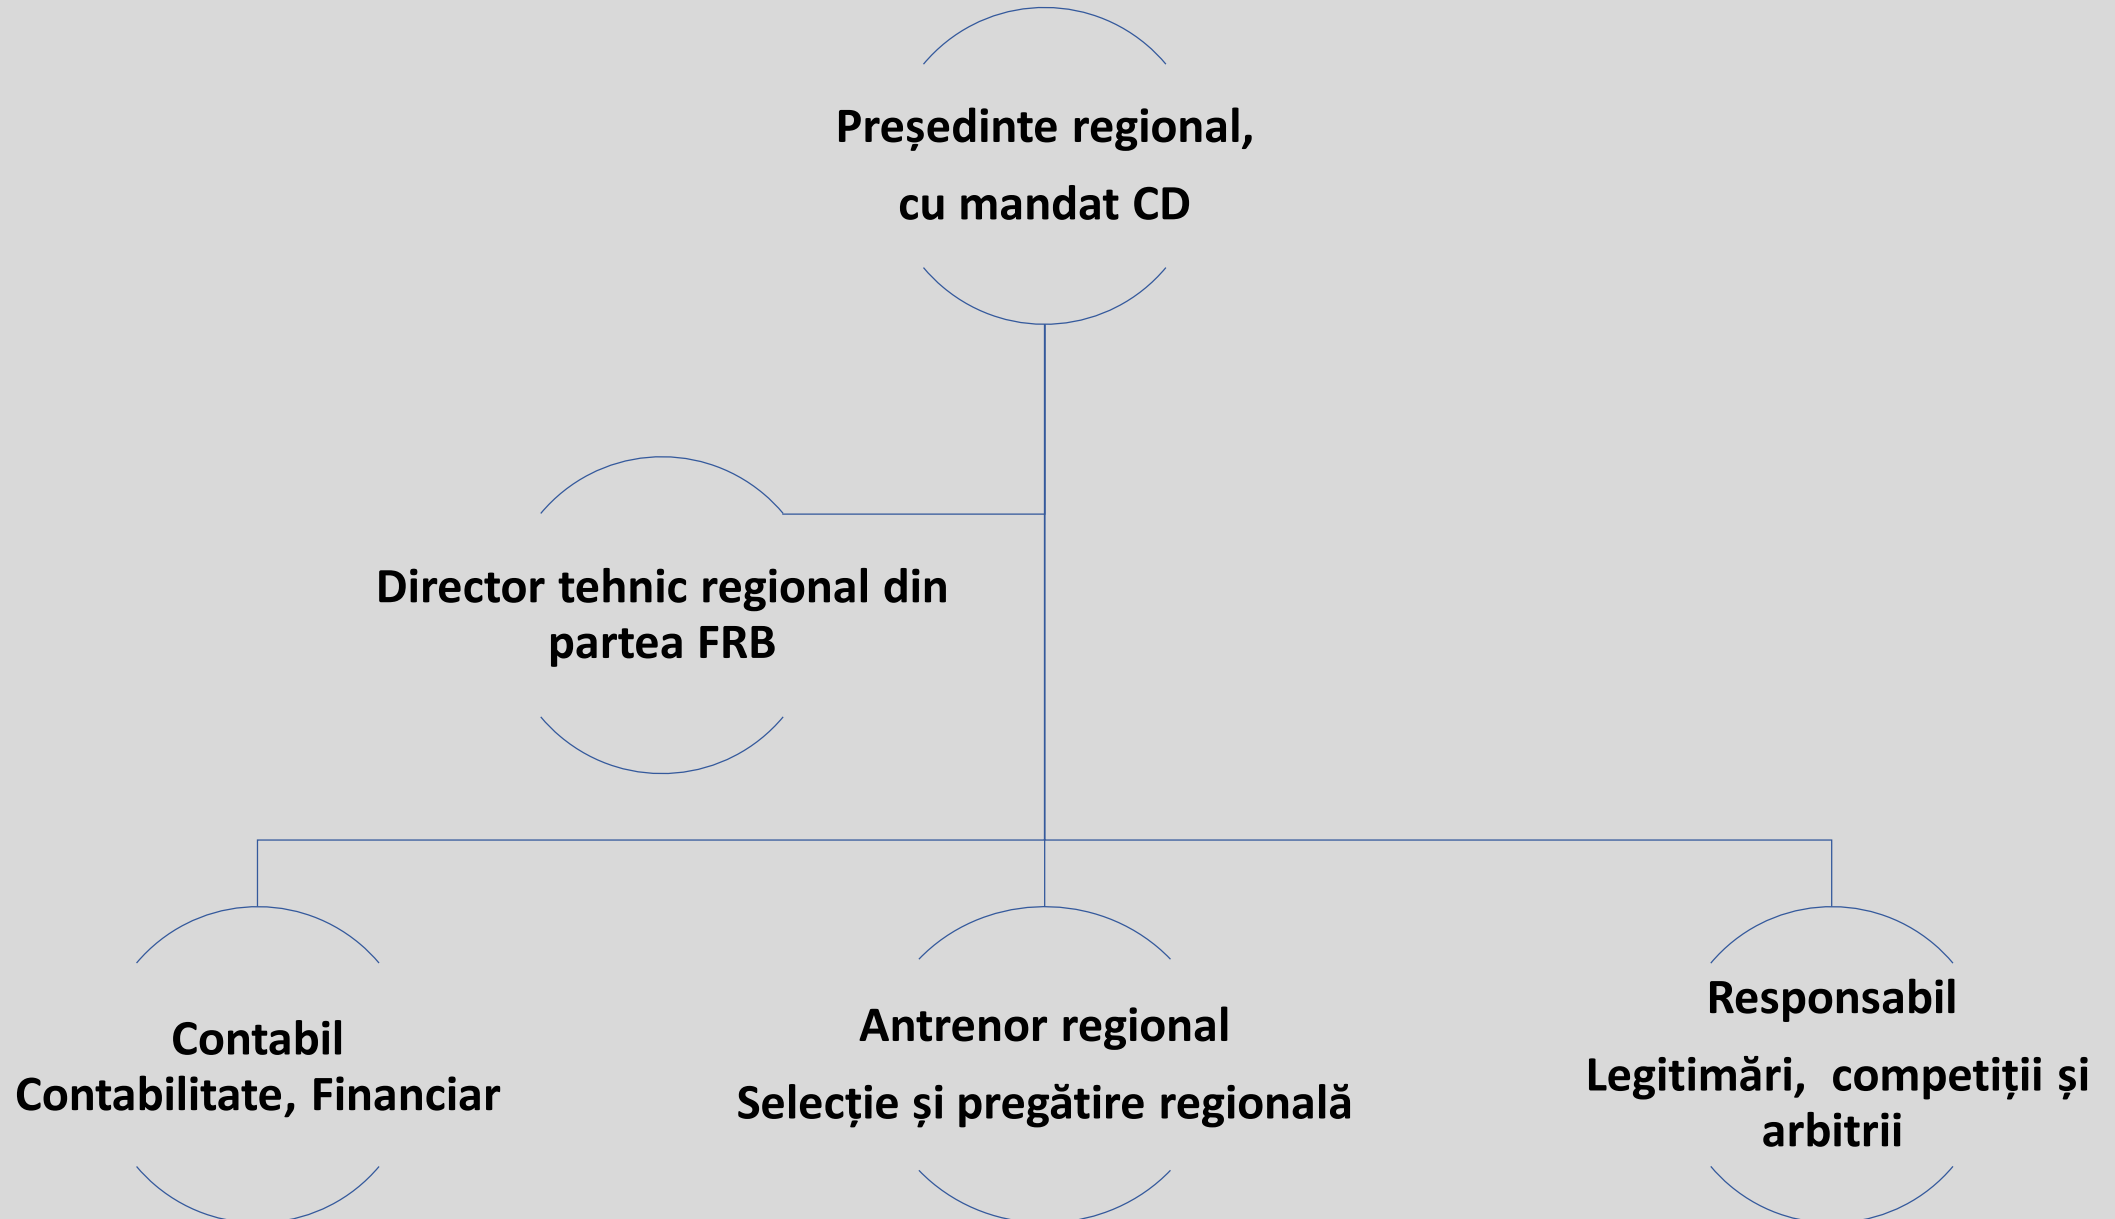 Președinte regional,
cu mandat CD
Director tehnic regional din
partea FRB
Contabil
Contabilitate, Financiar
Antrenor regional
Selecție și pregătire regională
Responsabil
Legitimări,  competiții și
arbitrii